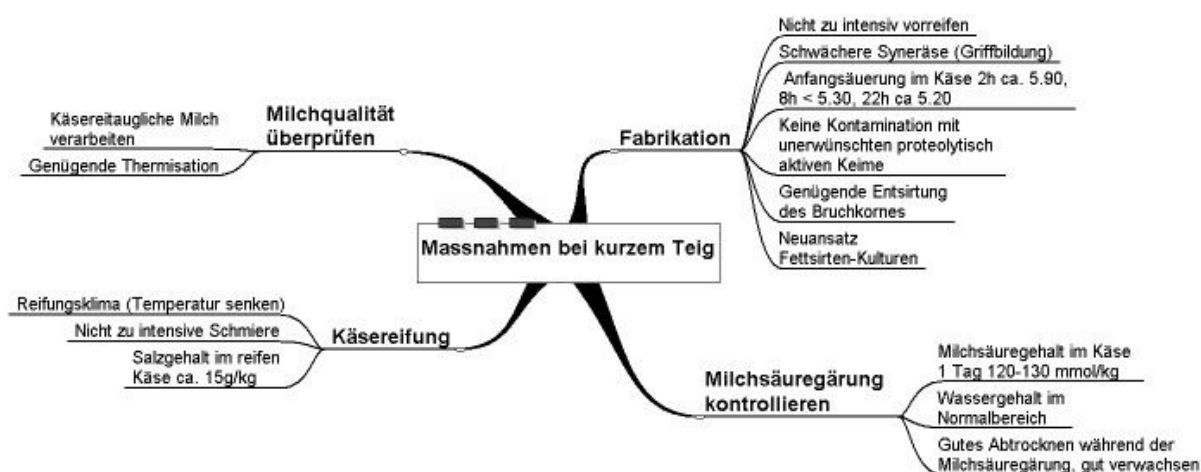 Massnahmen bei kurzem Teig
Milchqualität
überprüfen
Käsereitaugliche Milch
verarbeiten
Genügende Thermisation
Fabrikation
Nicht zu intensiv vorreifen
Schwächere Syneräse (Griffbildung)
Anfangsäuerung im Käse 2h ca. 5.90,
8h < 5.30, 22h ca 5.20
Keine Kontamination mit
unerwünschten proteolytisch
aktiven Keime
Genügende Entsirtung
des Bruchkornes
Neuansatz
Fettsirten-Kulturen
Käsereifung
Reifungsklima (Temperatur senken)
Nicht zu intensive Schmiere
Salzgehalt im reifen
Käse ca. 15g/kg
Milchsäuregärung
kontrollieren
Milchsäuregehalt im Käse
1 Tag 120-130 mmol/kg
Wassergehalt im
Normalbereich
Gutes Abtrocknen während der
Milchsäuregärung, gut verwachsen